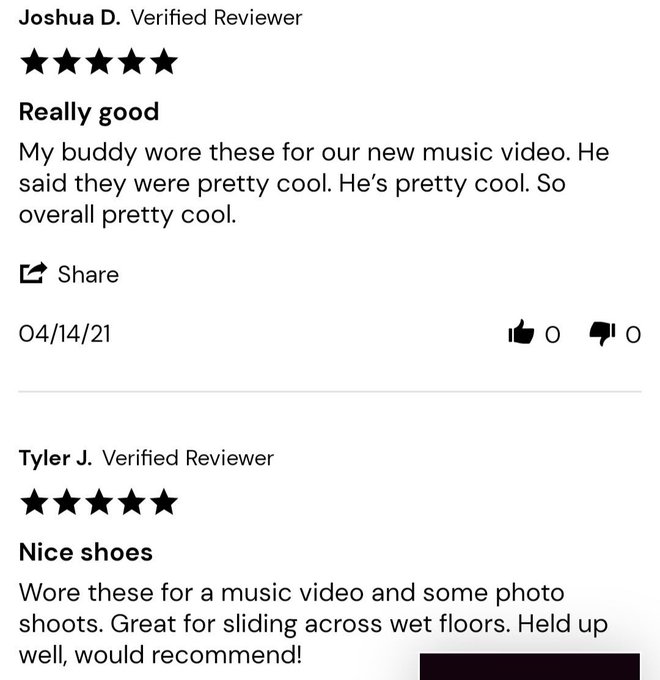 Joshua D. Verified Reviewer
Really good
My buddy wore these for our new music video. He
said they were pretty cool. He’s pretty cool. So
overall pretty cool.
Share
04/14/21 0 0
Tyler J. Verified Reviewer
Nice shoes
Wore these for a music video and some photo
shoots. Great for sliding across wet floors. Held up
well, would recommend!